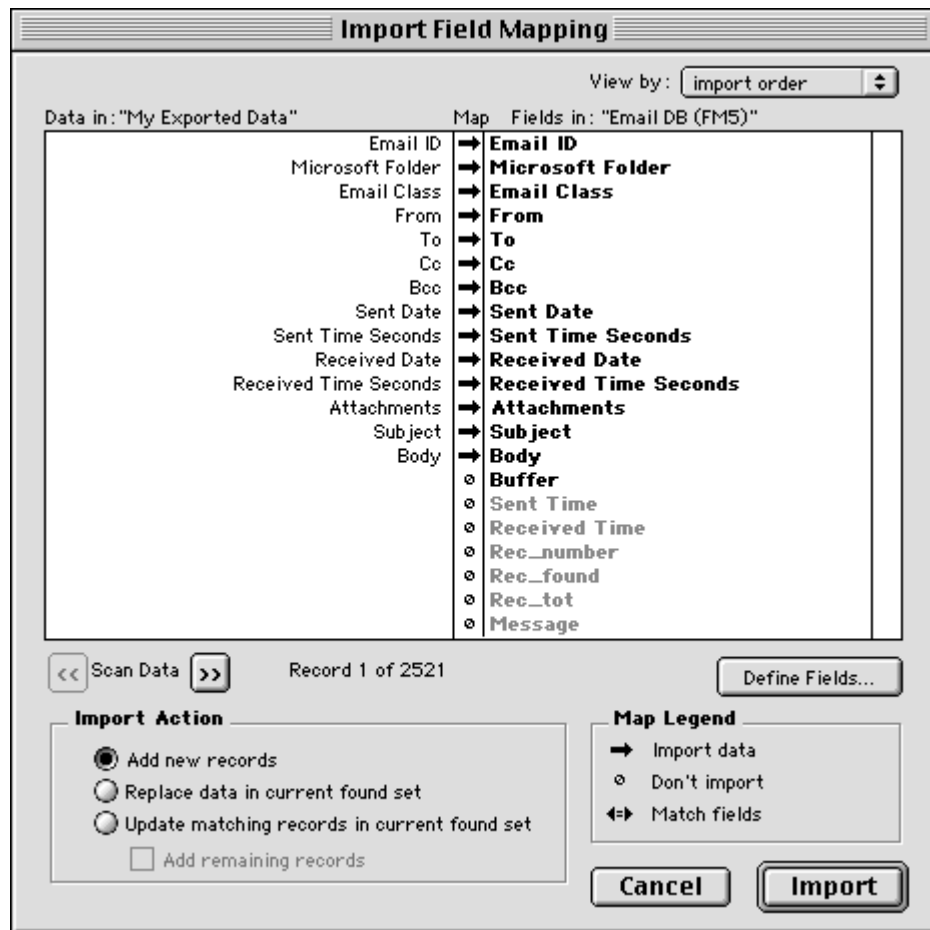 Import Field Mapping
View by: import order
Data in: "My Exported Data" Map Fields in: "Email DB (FM5)"
Email ID Email ID
Microsoft Folder Microsoft Folder
Email Class Email Class
From From
To To
Cc Cc
Bcc Bcc
Sent Date Sent Date
Sent Time Seconds Sent Time Seconds
Received Date Received Date
Received Time Seconds Received Time Seconds
Attachments Attachments
Subject Subject
Body Body
Buffer
Sent Time
Received Time
Rec_number
Rec_found
Rec_tot
Message
<< Scan Data >> Record 1 of 2521 Define Fields...
Import Action
Add new records
Replace data in current found set
Update matching records in current found set
Add remaining records
Map Legend
Import data
Don't import
Match fields
Cancel Import